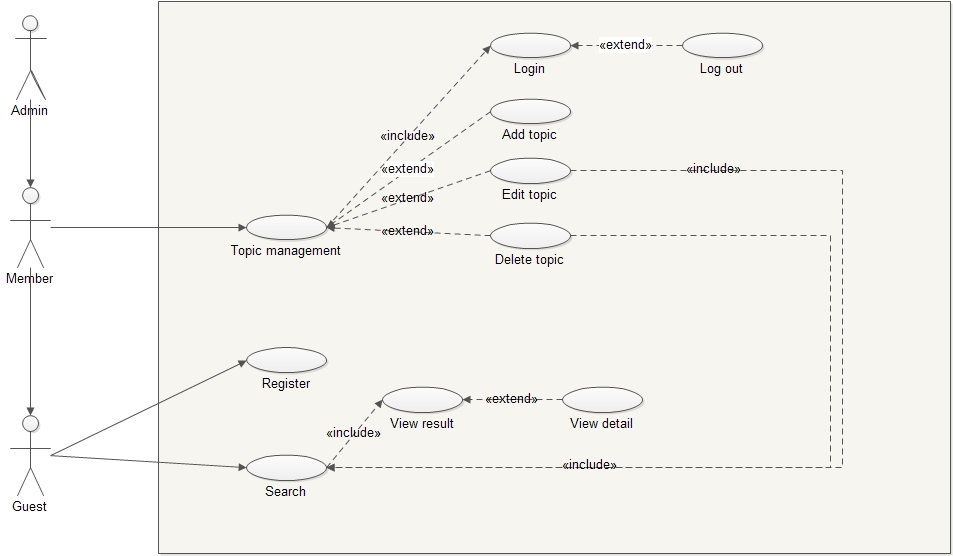 Admin
Member
Guest
Login
«extend»
Log out
«include»
Add topic
«extend»
Edit topic
«include»
«extend»
Topic management
«extend»
Delete topic
Register
View result
«extend»
View detail
«include»
Search
«include»